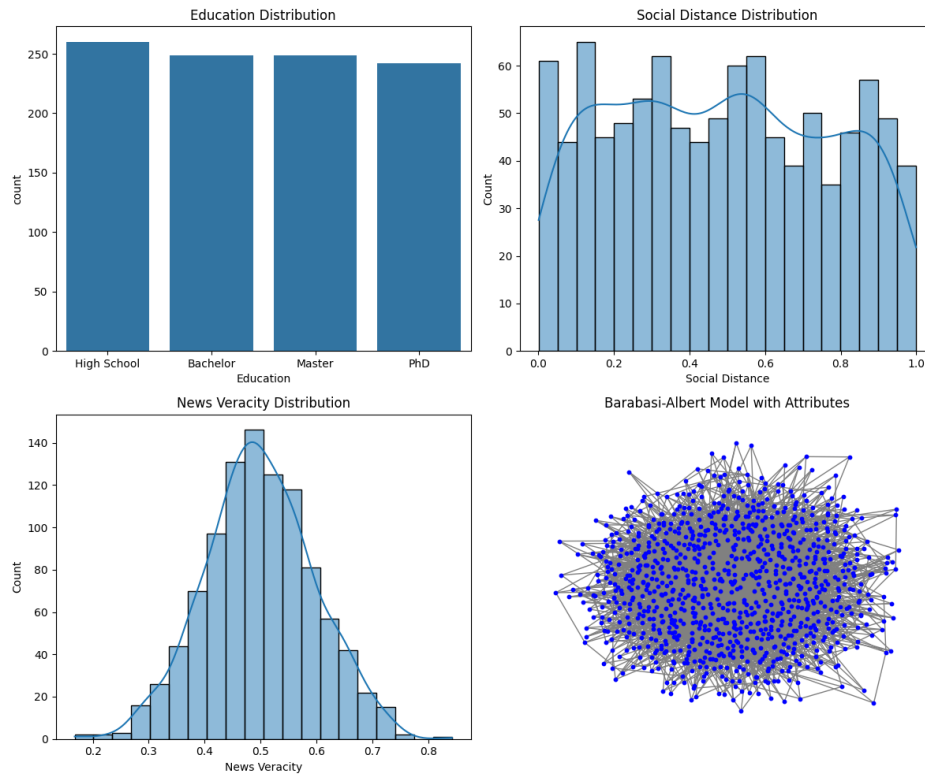 Education Distribution
count
250
200
150
100
50
0
High School
Bachelor
Master
PhD
Education
Social Distance Distribution
Count
60
50
40
30
20
10
0
0.0
0.2
0.4
0.6
0.8
1.0
Social Distance
News Veracity Distribution
Count
140
120
100
80
60
40
20
0
0.2
0.3
0.4
0.5
0.6
0.7
0.8
News Veracity
Barabasi-Albert Model with Attributes